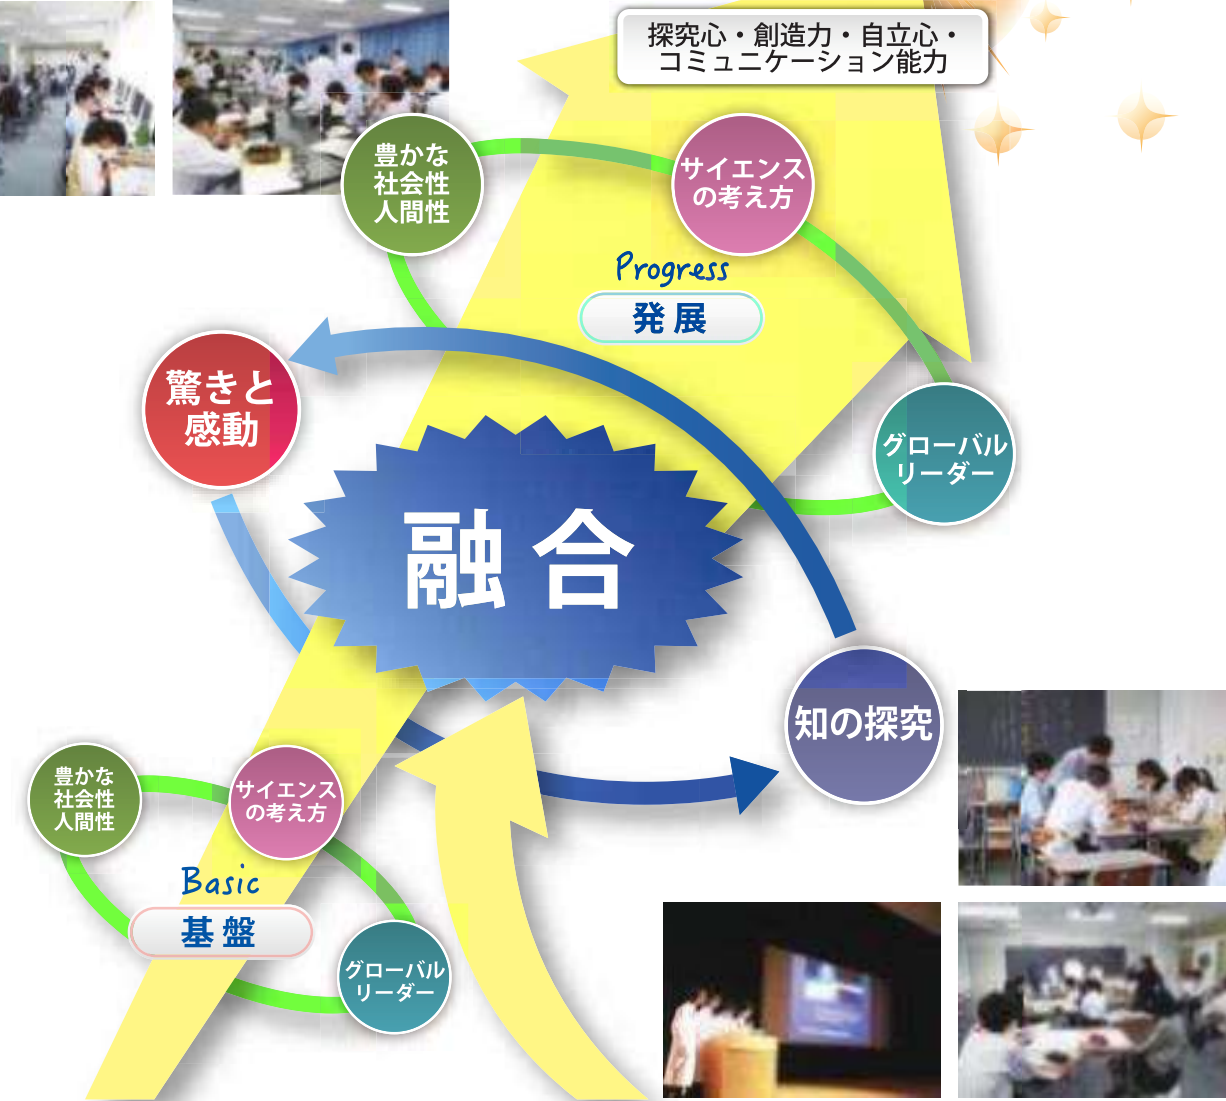 探究心・創造力・自立心・
コミュニケーション能力
豊かな
社会性
人間性
サイエンス
の考え方
Progress
発展
グローバル
リーダー
驚きと
感動
融合
知の探究
豊かな
社会性
人間性
サイエンス
の考え方
Basic
基盤
グローバル
リーダー